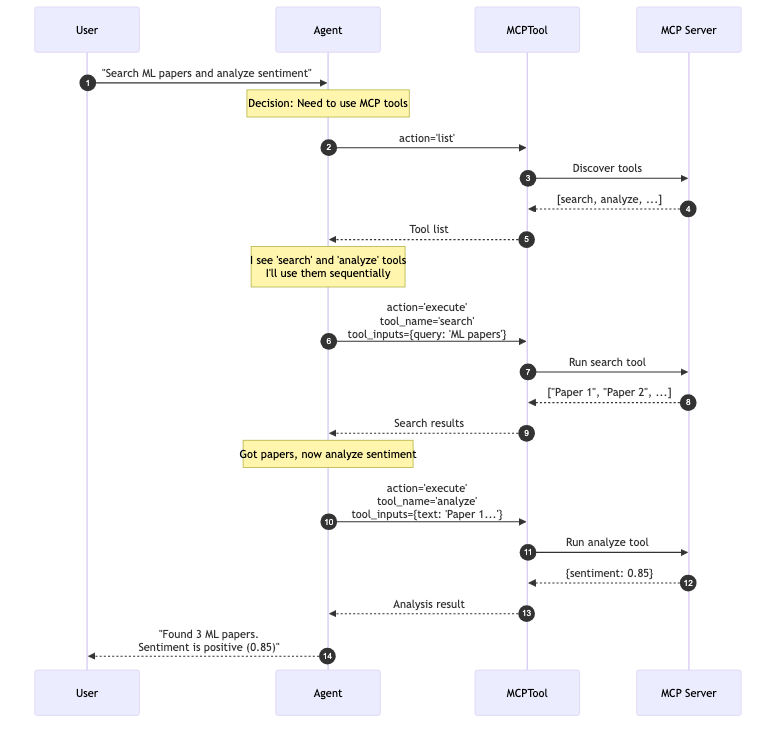 User
Agent
MCPTool
MCP Server
1
"Search ML papers and analyze sentiment"
Decision: Need to use MCP tools
2
action='list'
3
Discover tools
[search, analyze, ...]
4
Tool list
5
I see 'search' and 'analyze' tools
I'll use them sequentially
action='execute'
tool_name='search'
tool_inputs={query: 'ML papers'}
6
7
Run search tool
["Paper 1", "Paper 2", ...]
8
Search results
9
Got papers, now analyze sentiment
action='execute'
tool_name='analyze'
tool_inputs={text: 'Paper 1...'}
10
11
Run analyze tool
{sentiment: 0.85}
12
Analysis result
13
"Found 3 ML papers.
Sentiment is positive (0.85)"
14
User
Agent
MCPTool
MCP Server